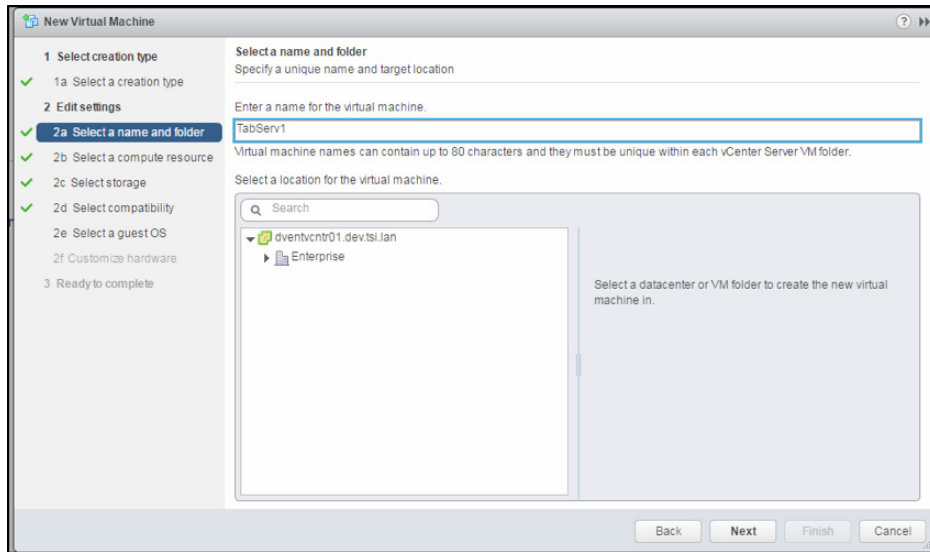 New Virtual Machine
?
1 Select creation type
1a Select a creation type
2 Edit settings
2a Select a name and folder
2b Select a compute resource
2c Select storage
2d Select compatibility
2e Select a guest OS
2f Customize hardware
3 Ready to complete
Select a name and folder
Specify a unique name and target location
Enter a name for the virtual machine.
TabServ1
Virtual machine names can contain up to 80 characters and they must be unique within each vCenter Server VM folder.
Select a location for the virtual machine.
Search
dventvcntr01.dev.tsi.lan
Enterprise
Select a datacenter or VM folder to create the new virtual
machine in.
Back
Next
Finish
Cancel